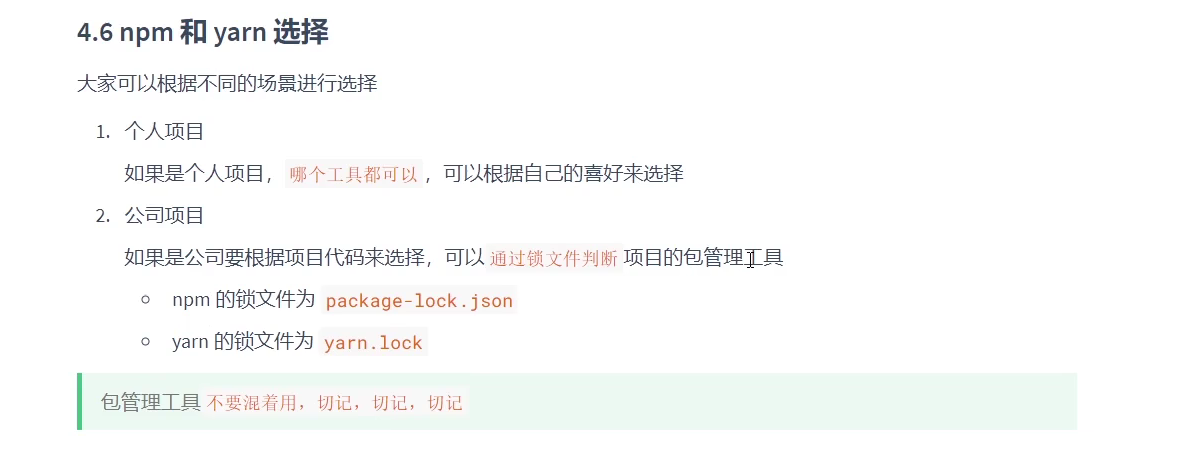 4.6 npm 和 yarn 选择
大家可以根据不同的场景进行选择
1. 个人项目
如果是个人项目，哪个工具都可以，可以根据自己的喜好来选择
2. 公司项目
如果是公司要根据项目代码来选择，可以通过锁文件判断项目的包管理工具
○ npm 的锁文件为 package-lock.json
○ yarn 的锁文件为 yarn.lock
包管理工具不要混着用，切记，切记，切记